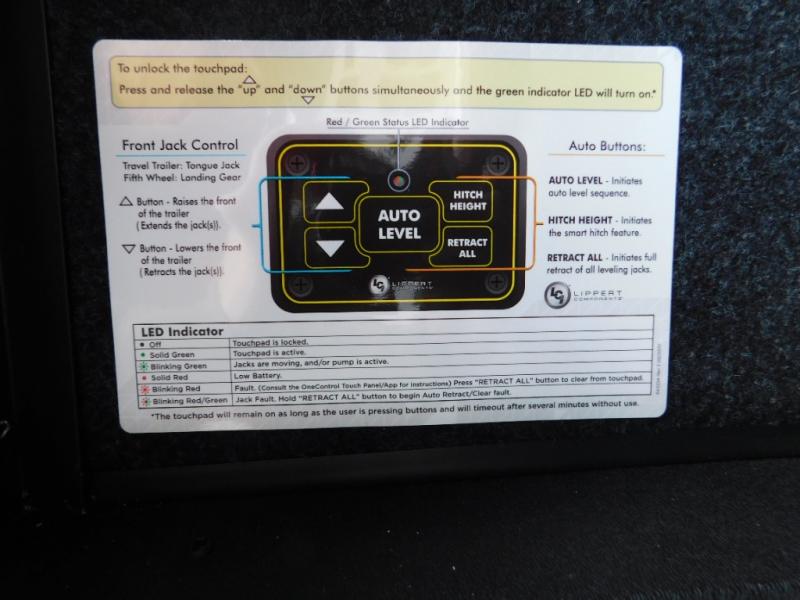 To unlock the touchpad:
Press and release the "up" and "down" buttons simultaneously and the green indicator LED will turn on.*
Red / Green Status LED Indicator
Front Jack Control
Travel Trailer: Tongue Jack
Fifth Wheel: Landing Gear
Button - Raises the front
of the trailer
(Extends the jack(s)).
Button - Lowers the front
of the trailer
(Retracts the jack(s)).
AUTO
LEVEL
HITCH
HEIGHT
RETRACT
ALL
LCI LIPPERT
COMPONENTS
Auto Buttons:
AUTO LEVEL - Initiates
auto level sequence.
HITCH HEIGHT - Initiates
the smart hitch feature.
RETRACT ALL - Initiates full
retract of all leveling jacks.
LCI LIPPERT
COMPONENTS
LED Indicator
Off Touchpad is locked.
Solid Green Touchpad is active.
Blinking Green Jacks are moving, and/or pump is active.
Solid Red Low Battery.
Blinking Red Fault. (Consult the OneControl Touch Panel/App for Instructions) Press "RETRACT ALL" button to clear from touchpad.
Blinking Red/Green Jack Fault. Hold "RETRACT ALL" button to begin Auto Retract/Clear fault.
*The touchpad will remain on as long as the user is pressing buttons and will timeout after several minutes without use.